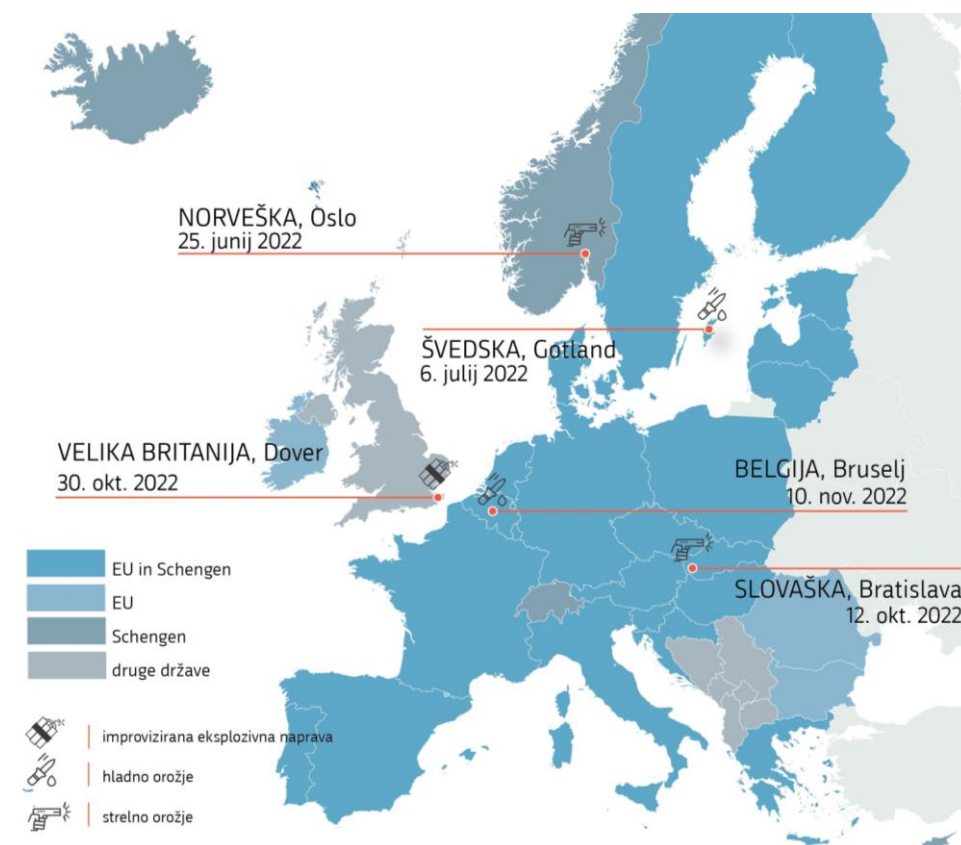 NORVEŠKA, Oslo
25. junij 2022
ŠVEDSKA, Gotland
6. julij 2022
VELIKA BRITANIJA, Dover
30. okt. 2022
BELGIJA, Bruselj
10. nov. 2022
SLOVAŠKA, Bratislava
12. okt. 2022
EU in Schengen
EU
Schengen
druge države
improvizirana eksplozivna naprava
hladno orožje
strelno orožje